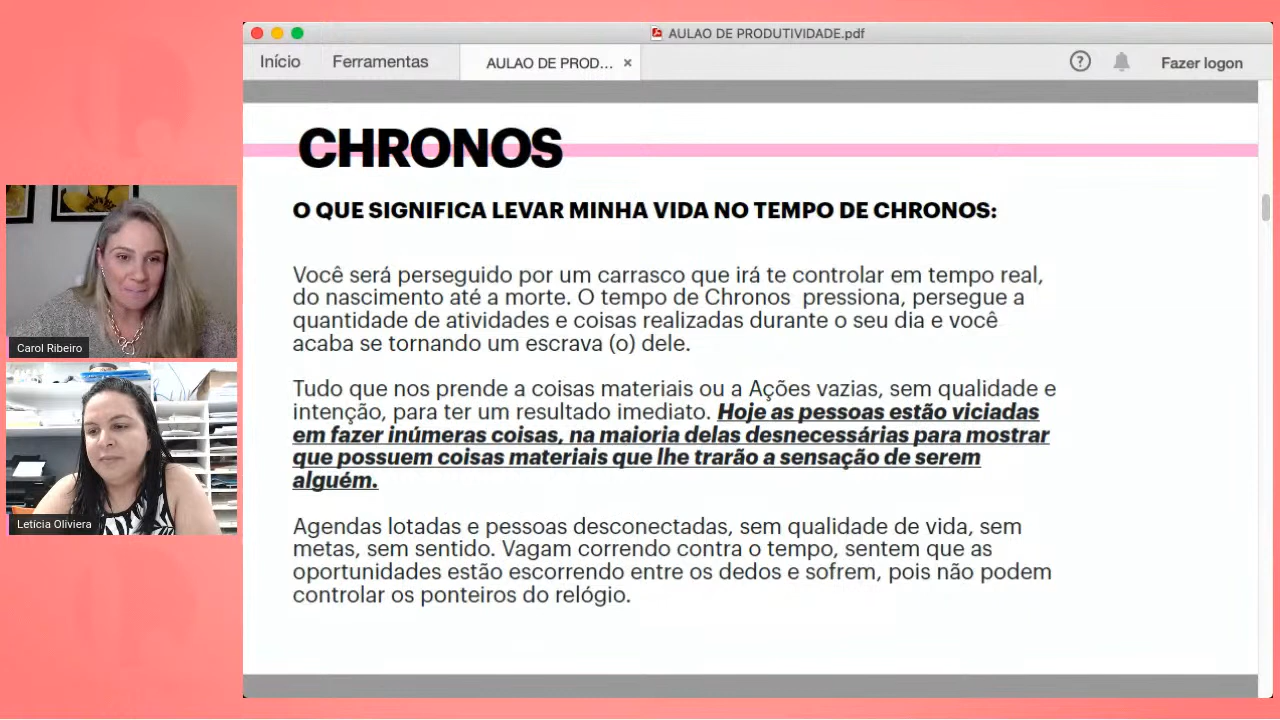 AULAO DE PRODUTIVIDADE.pdf
Início Ferramentas AULAO DE PROD... × ? Fazer logon
CHRONOS
O QUE SIGNIFICA LEVAR MINHA VIDA NO TEMPO DE CHRONOS:
Você será perseguido por um carrasco que irá te controlar em tempo real,
do nascimento até a morte. O tempo de Chronos pressiona, persegue a
quantidade de atividades e coisas realizadas durante o seu dia e você
acaba se tornando um escrava (o) dele.
Tudo que nos prende a coisas materiais ou a Ações vazias, sem qualidade e
intenção, para ter um resultado imediato. Hoje as pessoas estão viciadas
em fazer inúmeras coisas, na maioria delas desnecessárias para mostrar
que possuem coisas materiais que lhe trarão a sensação de serem
alguém.
Agendas lotadas e pessoas desconectadas, sem qualidade de vida, sem
metas, sem sentido. Vagam correndo contra o tempo, sentem que as
oportunidades estão escorrendo entre os dedos e sofrem, pois não podem
controlar os ponteiros do relógio.
Carol Ribeiro
Letícia Oliviera